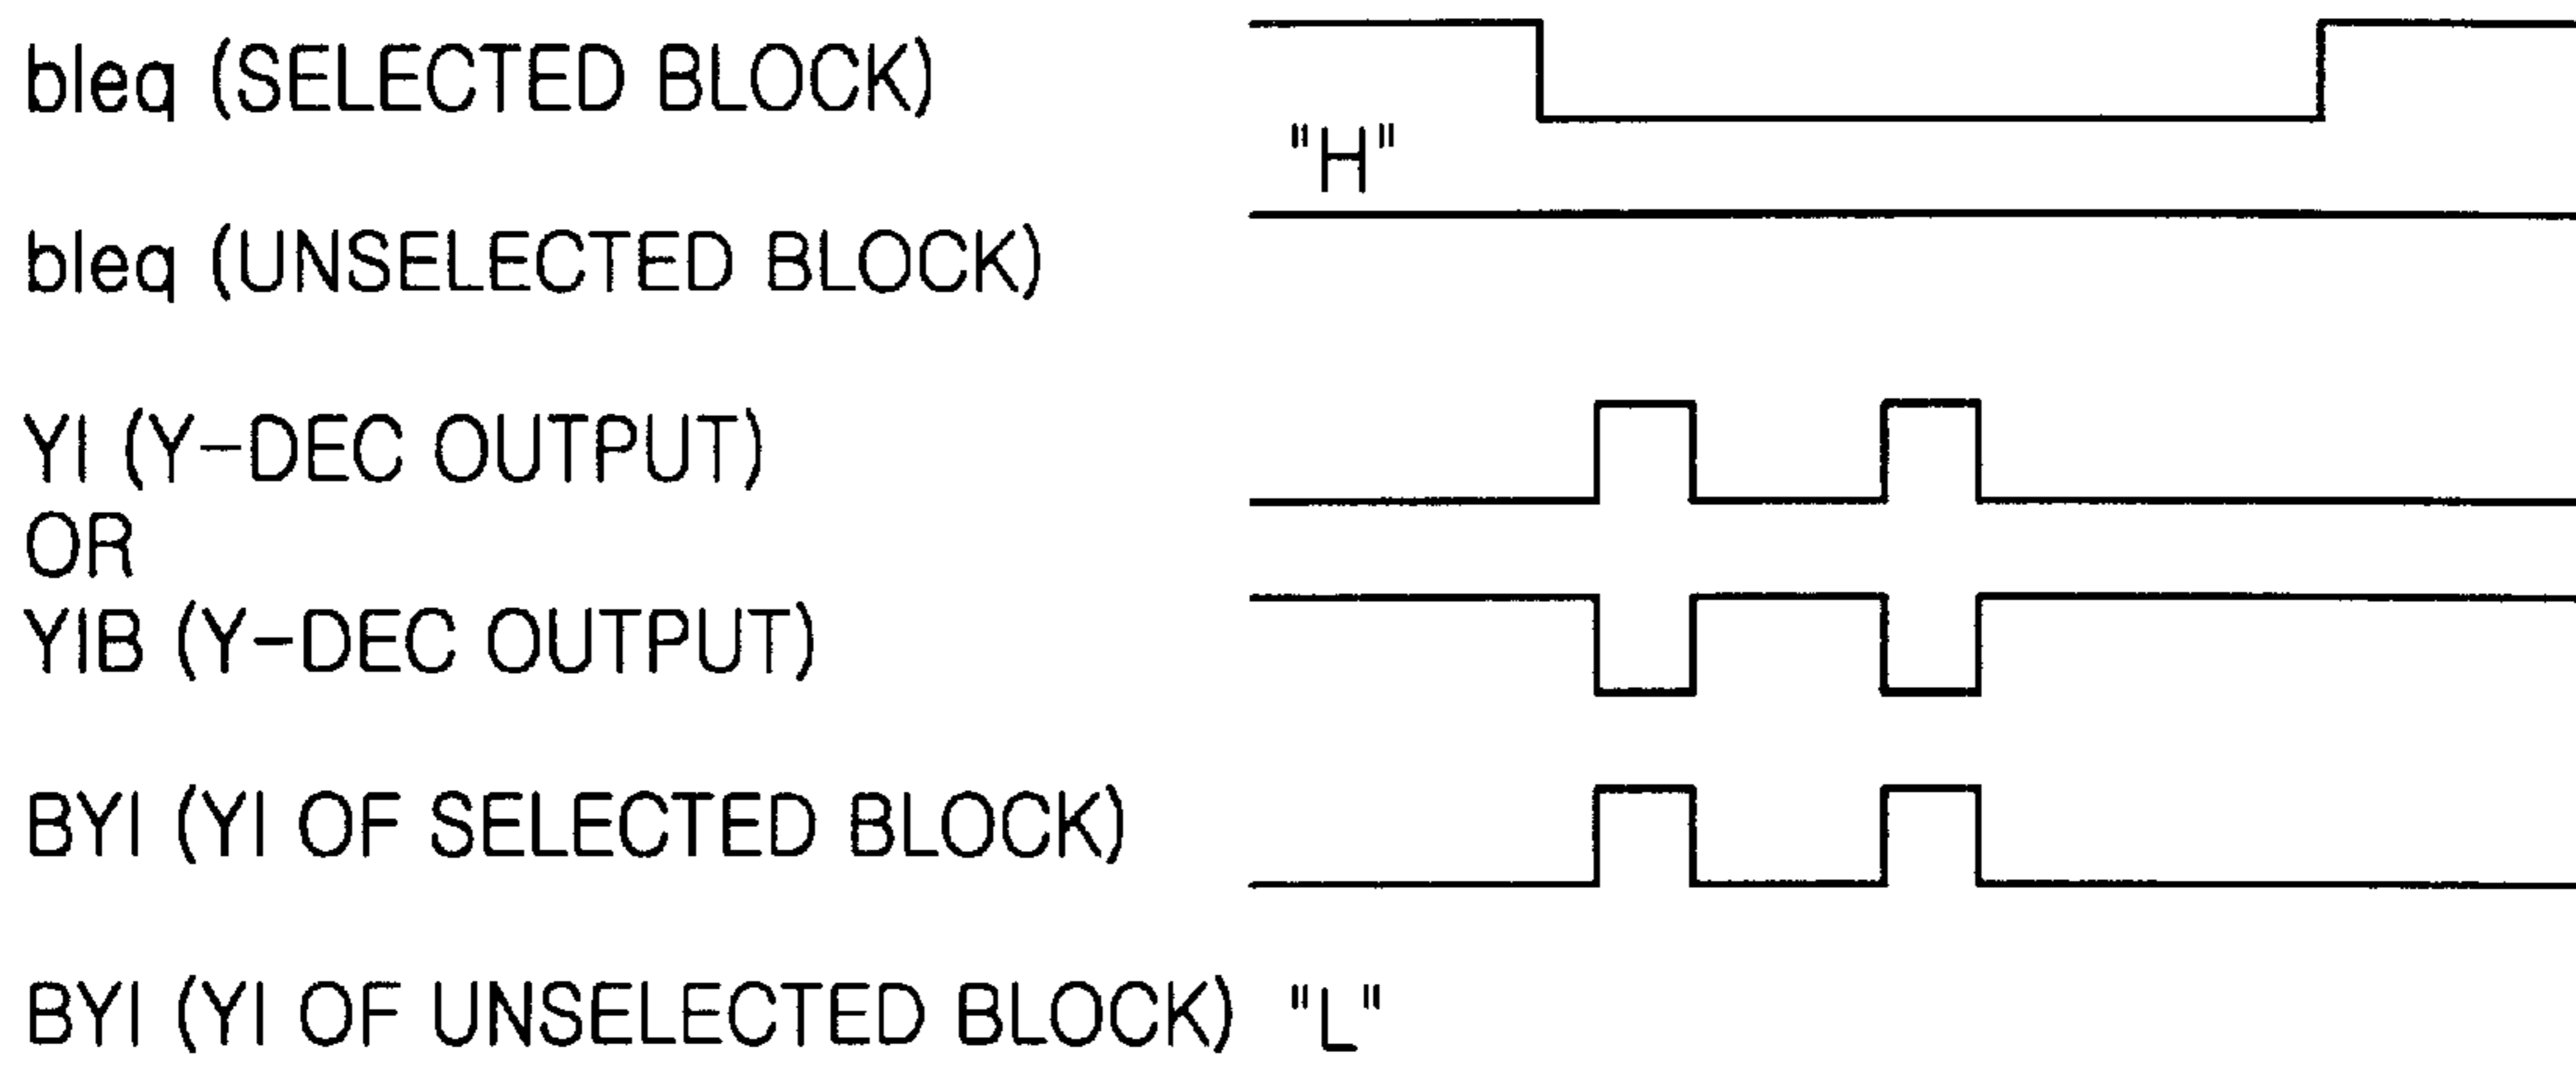 bleq (SELECTED BLOCK)
"H"
bleq (UNSELECTED BLOCK)
YI (Y-DEC OUTPUT)
OR
YIB (Y-DEC OUTPUT)
BYI (YI OF SELECTED BLOCK)
BYI (YI OF UNSELECTED BLOCK) "L"